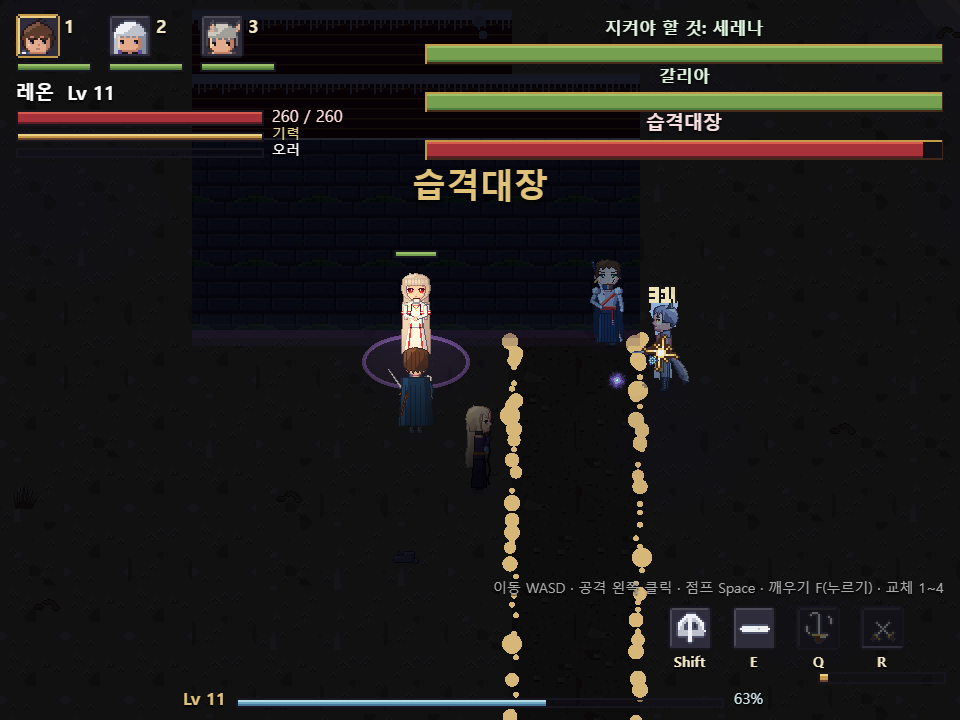 1
2
3
레온 Lv 11
260 / 260
기력
오러
지켜야 할 것: 세레나
갈리아
습격대장
습격대장
이동 WASD · 공격 왼쪽 클릭 · 점프 Space · 깨우기 F(누르기) · 교체 1~4
Shift
E
Q
R
Lv 11
63%